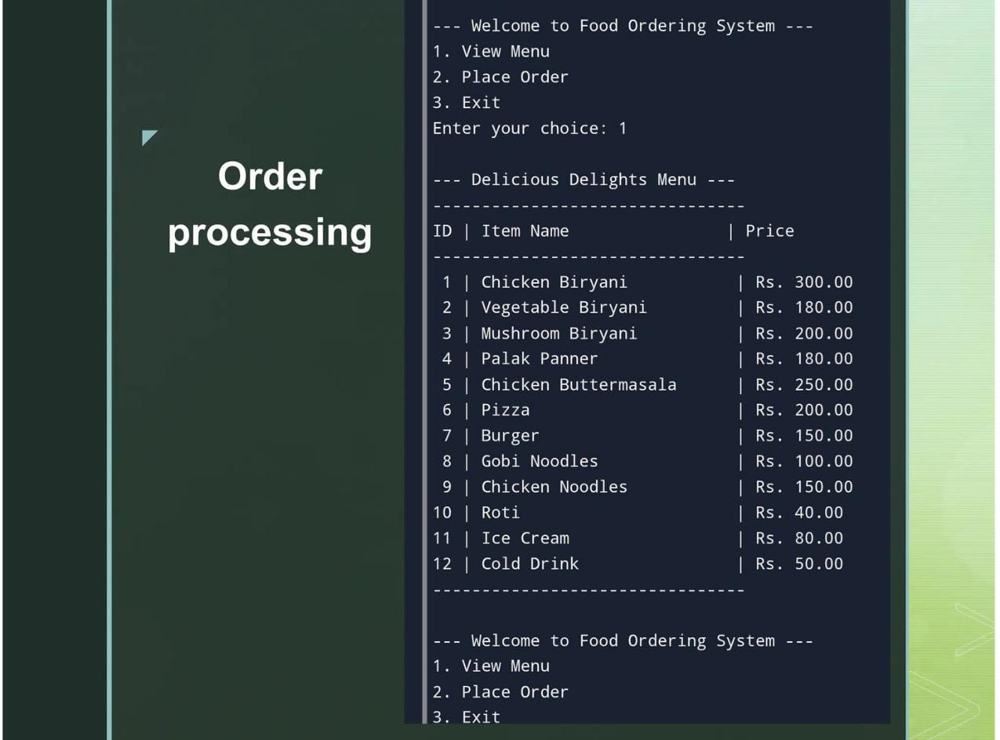 Order
processing
--- Welcome to Food Ordering System ---
1. View Menu
2. Place Order
3. Exit
Enter your choice: 1
--- Delicious Delights Menu ---
--------------------------------
ID | Item Name                | Price
--------------------------------
 1 | Chicken Biryani           | Rs. 300.00
 2 | Vegetable Biryani         | Rs. 180.00
 3 | Mushroom Biryani          | Rs. 200.00
 4 | Palak Panner              | Rs. 180.00
 5 | Chicken Buttermasala      | Rs. 250.00
 6 | Pizza                     | Rs. 200.00
 7 | Burger                    | Rs. 150.00
 8 | Gobi Noodles              | Rs. 100.00
 9 | Chicken Noodles           | Rs. 150.00
10 | Roti                      | Rs. 40.00
11 | Ice Cream                 | Rs. 80.00
12 | Cold Drink                | Rs. 50.00
--------------------------------
--- Welcome to Food Ordering System ---
1. View Menu
2. Place Order
3. Exit